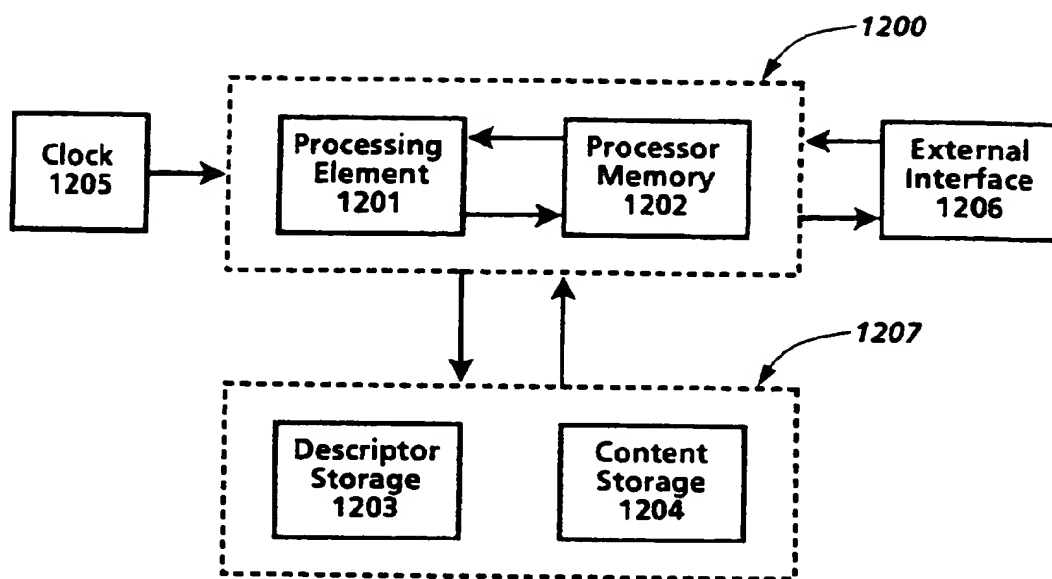 1200
Clock
1205
Processing
Element
1201
Processor
Memory
1202
External
Interface
1206
1207
Descriptor
Storage
1203
Content
Storage
1204